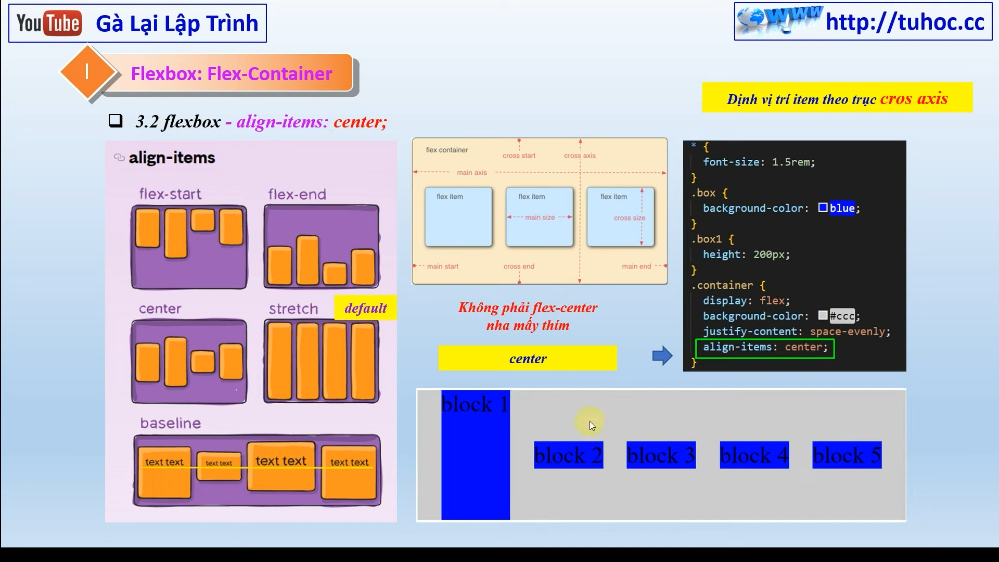 YouTube Gà Lại Lập Trình
www http://tuhoc.cc
I Flexbox: Flex-Container
Định vị trí item theo trục cros axis
3.2 flexbox - align-items: center;
align-items
flex-start
flex-end
center
stretch
default
baseline
text text
text text
text text
text text
flex container
cross start
cross axis
main axis
flex item
flex item
flex item
main size
cross size
main start
cross end
main end
Không phải flex-center
nha mấy thím
center
* {
font-size: 1.5rem;
}
.box {
background-color: blue;
}
.box1 {
height: 200px;
}
.container {
display: flex;
background-color: #ccc;
justify-content: space-evenly;
align-items: center;
}
block 1
block 2
block 3
block 4
block 5